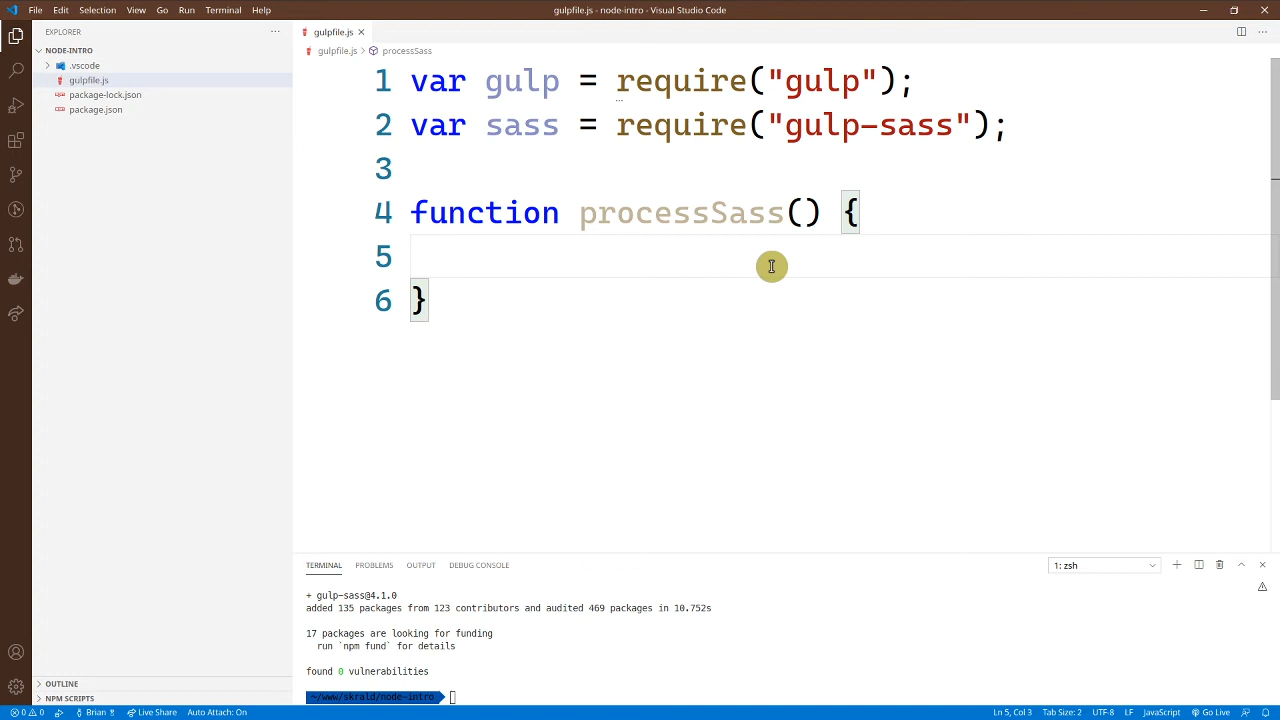 File Edit Selection View Go Run Terminal Help
gulpfile.js - node-intro - Visual Studio Code
EXPLORER
NODE-INTRO
.vscode
gulpfile.js
package-lock.json
package.json
OUTLINE
NPM SCRIPTS
gulpfile.js
gulpfile.js > processSass
1 var gulp = require("gulp");
2 var sass = require("gulp-sass");
3
4 function processSass() {
5
6 }
TERMINAL PROBLEMS OUTPUT DEBUG CONSOLE
1: zsh
+ gulp-sass@4.1.0
added 135 packages from 123 contributors and audited 469 packages in 10.752s
17 packages are looking for funding
run `npm fund` for details
found 0 vulnerabilities
~/www/skrald/node-intro
0 0 Brian Live Share Auto Attach: On
Ln 5, Col 3 Tab Size: 2 UTF-8 LF JavaScript Go Live